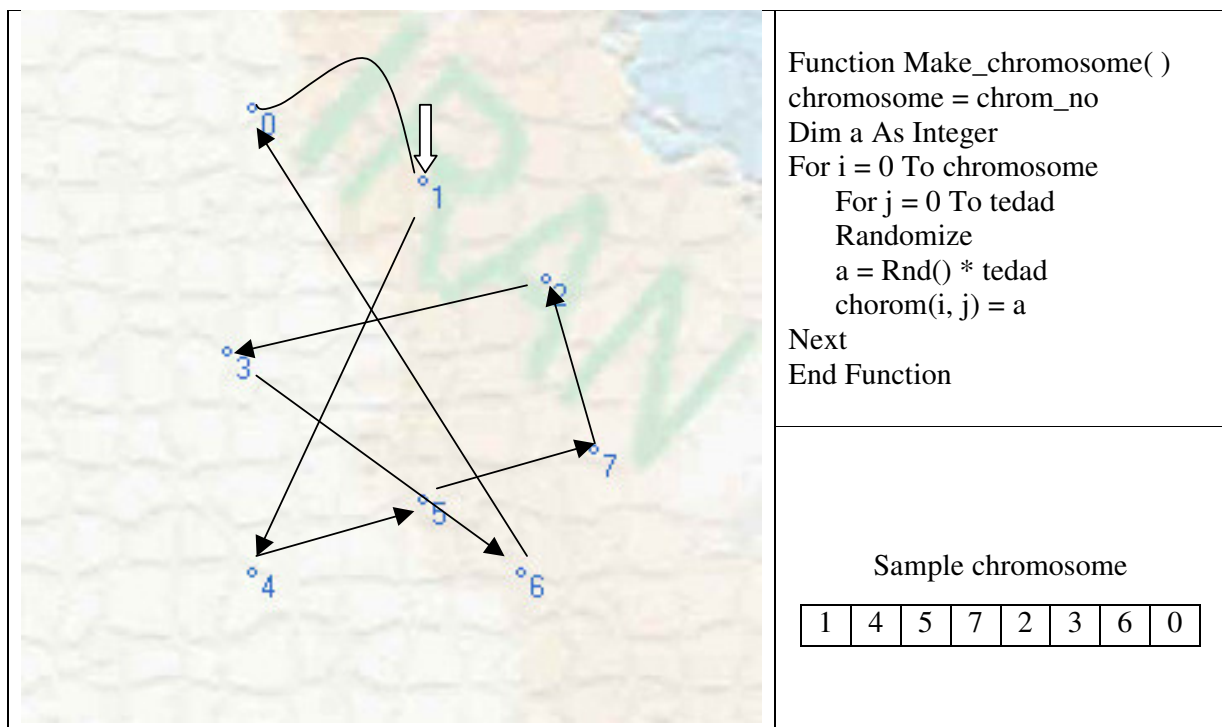 IRAN
0
1
2
3
4
5
6
7
Function Make_chromosome( )
chromosome = chrom_no
Dim a As Integer
For i = 0 To chromosome
For j = 0 To tedad
Randomize
a = Rnd() * tedad
chorom(i, j) = a
Next
End Function
Sample chromosome
1 4 5 7 2 3 6 0